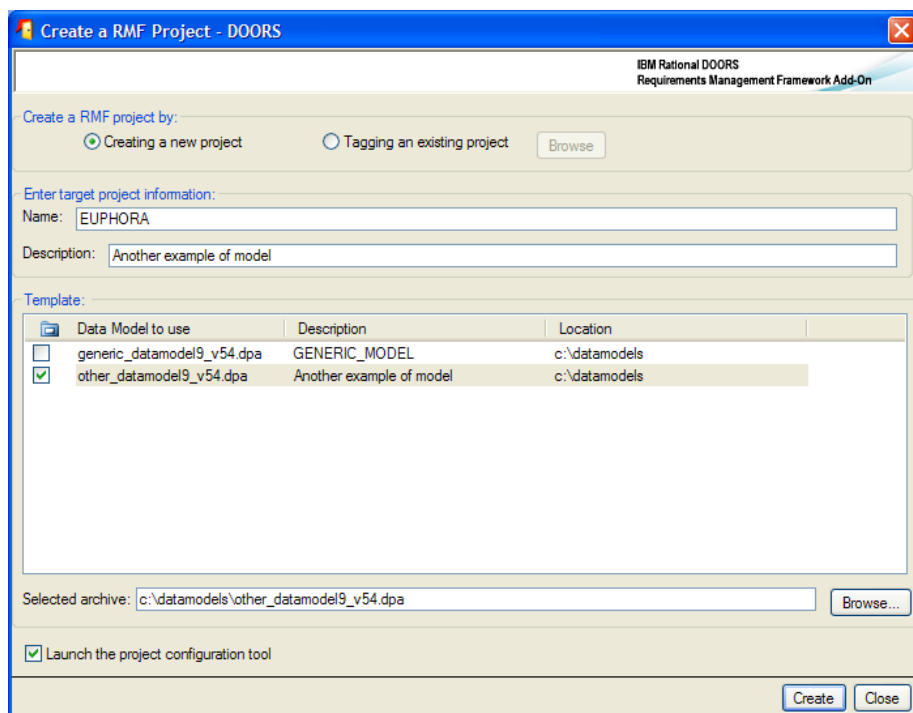 Create a RMF Project - DOORS
IBM Rational DOORS
Requirements Management Framework Add-On
Create a RMF project by:
Creating a new project Tagging an existing project Browse
Enter target project information:
Name: EUPHORA
Description: Another example of model
Template:
Data Model to use Description Location
generic_datamodel9_v54.dpa GENERIC_MODEL c:\datamodels
other_datamodel9_v54.dpa Another example of model c:\datamodels
Selected archive: c:\datamodels\other_datamodel9_v54.dpa Browse...
Launch the project configuration tool
Create Close